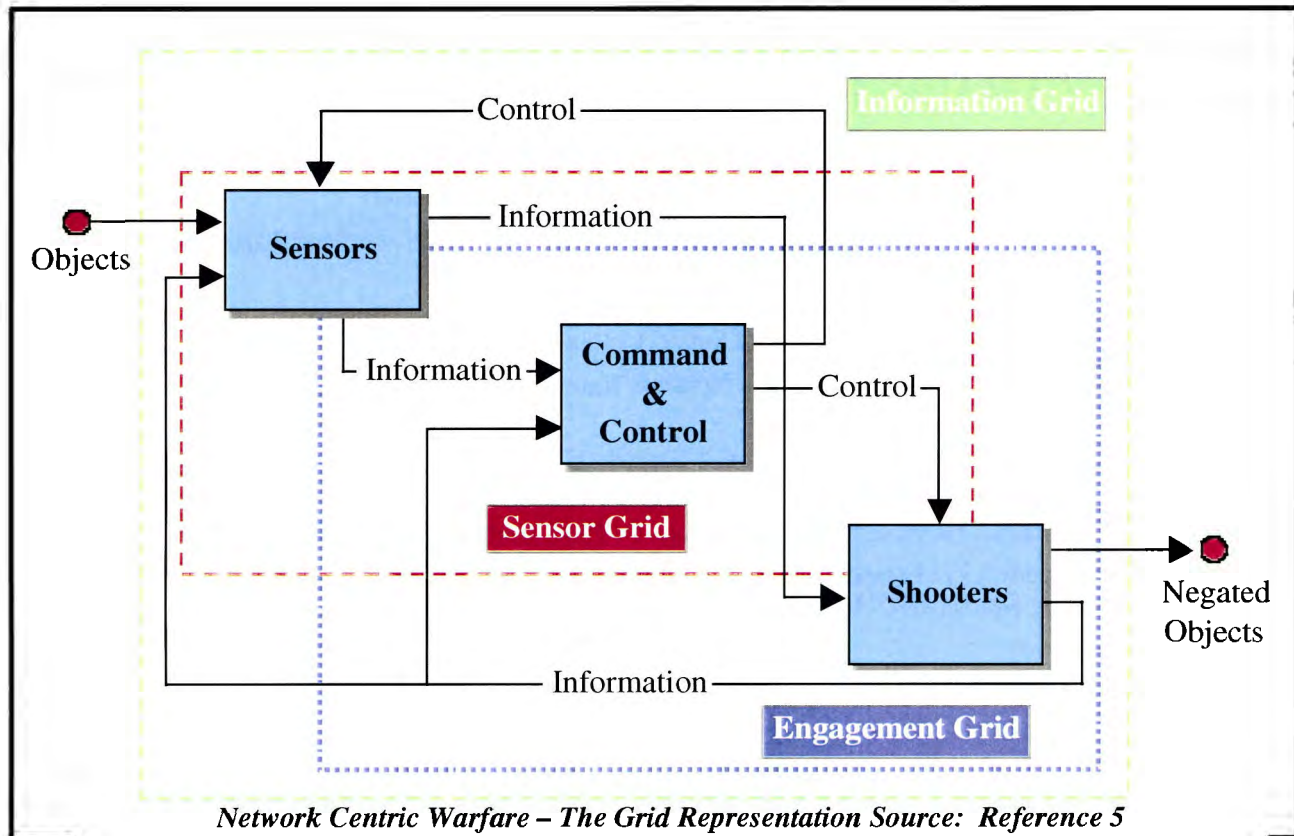 Control
Information Grid
Objects
Sensors
Information
Information
Command
&
Control
Control
Sensor Grid
Shooters
Negated
Objects
Information
Engagement Grid
Network Centric Warfare – The Grid Representation Source: Reference 5